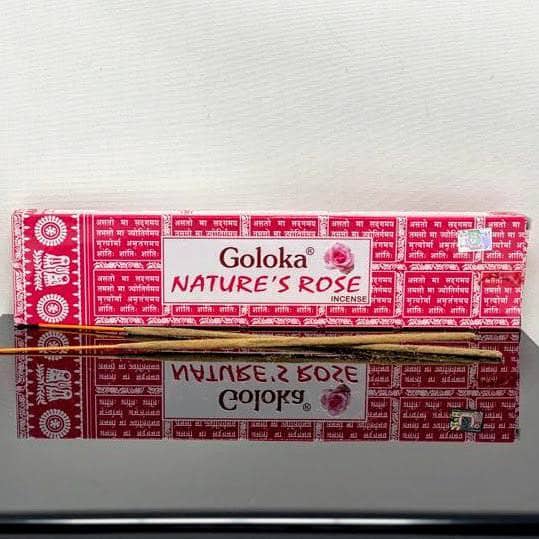 असतो मा सद्गमय
तमसो मा ज्योतिर्गमय
मृत्योर्मा अमृतंगमय
शांतिः शांतिः शांतिः
Goloka®
NATURE'S ROSE
INCENSE